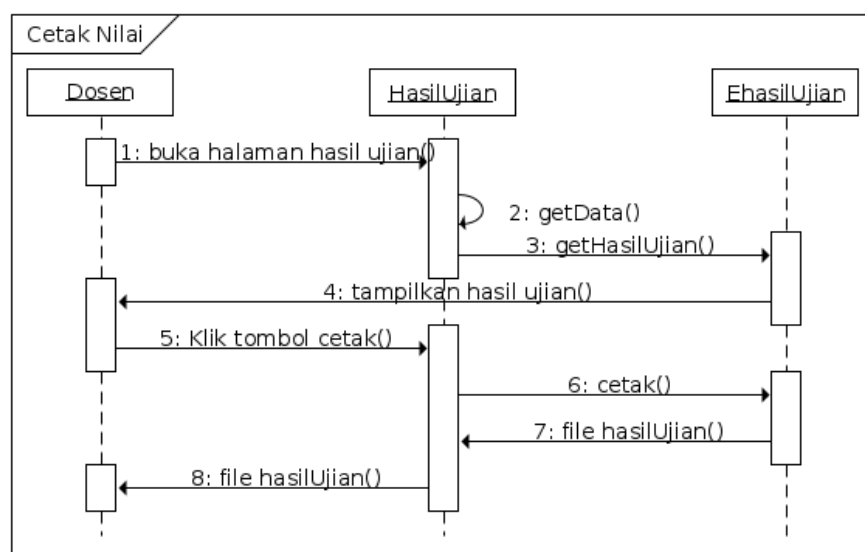 Cetak Nilai
Dosen
HasilUjian
EhasilUjian
1: buka halaman hasil ujian()
2: getData()
3: getHasilUjian()
4: tampilkan hasil ujian()
5: Klik tombol cetak()
6: cetak()
7: file hasilUjian()
8: file hasilUjian()